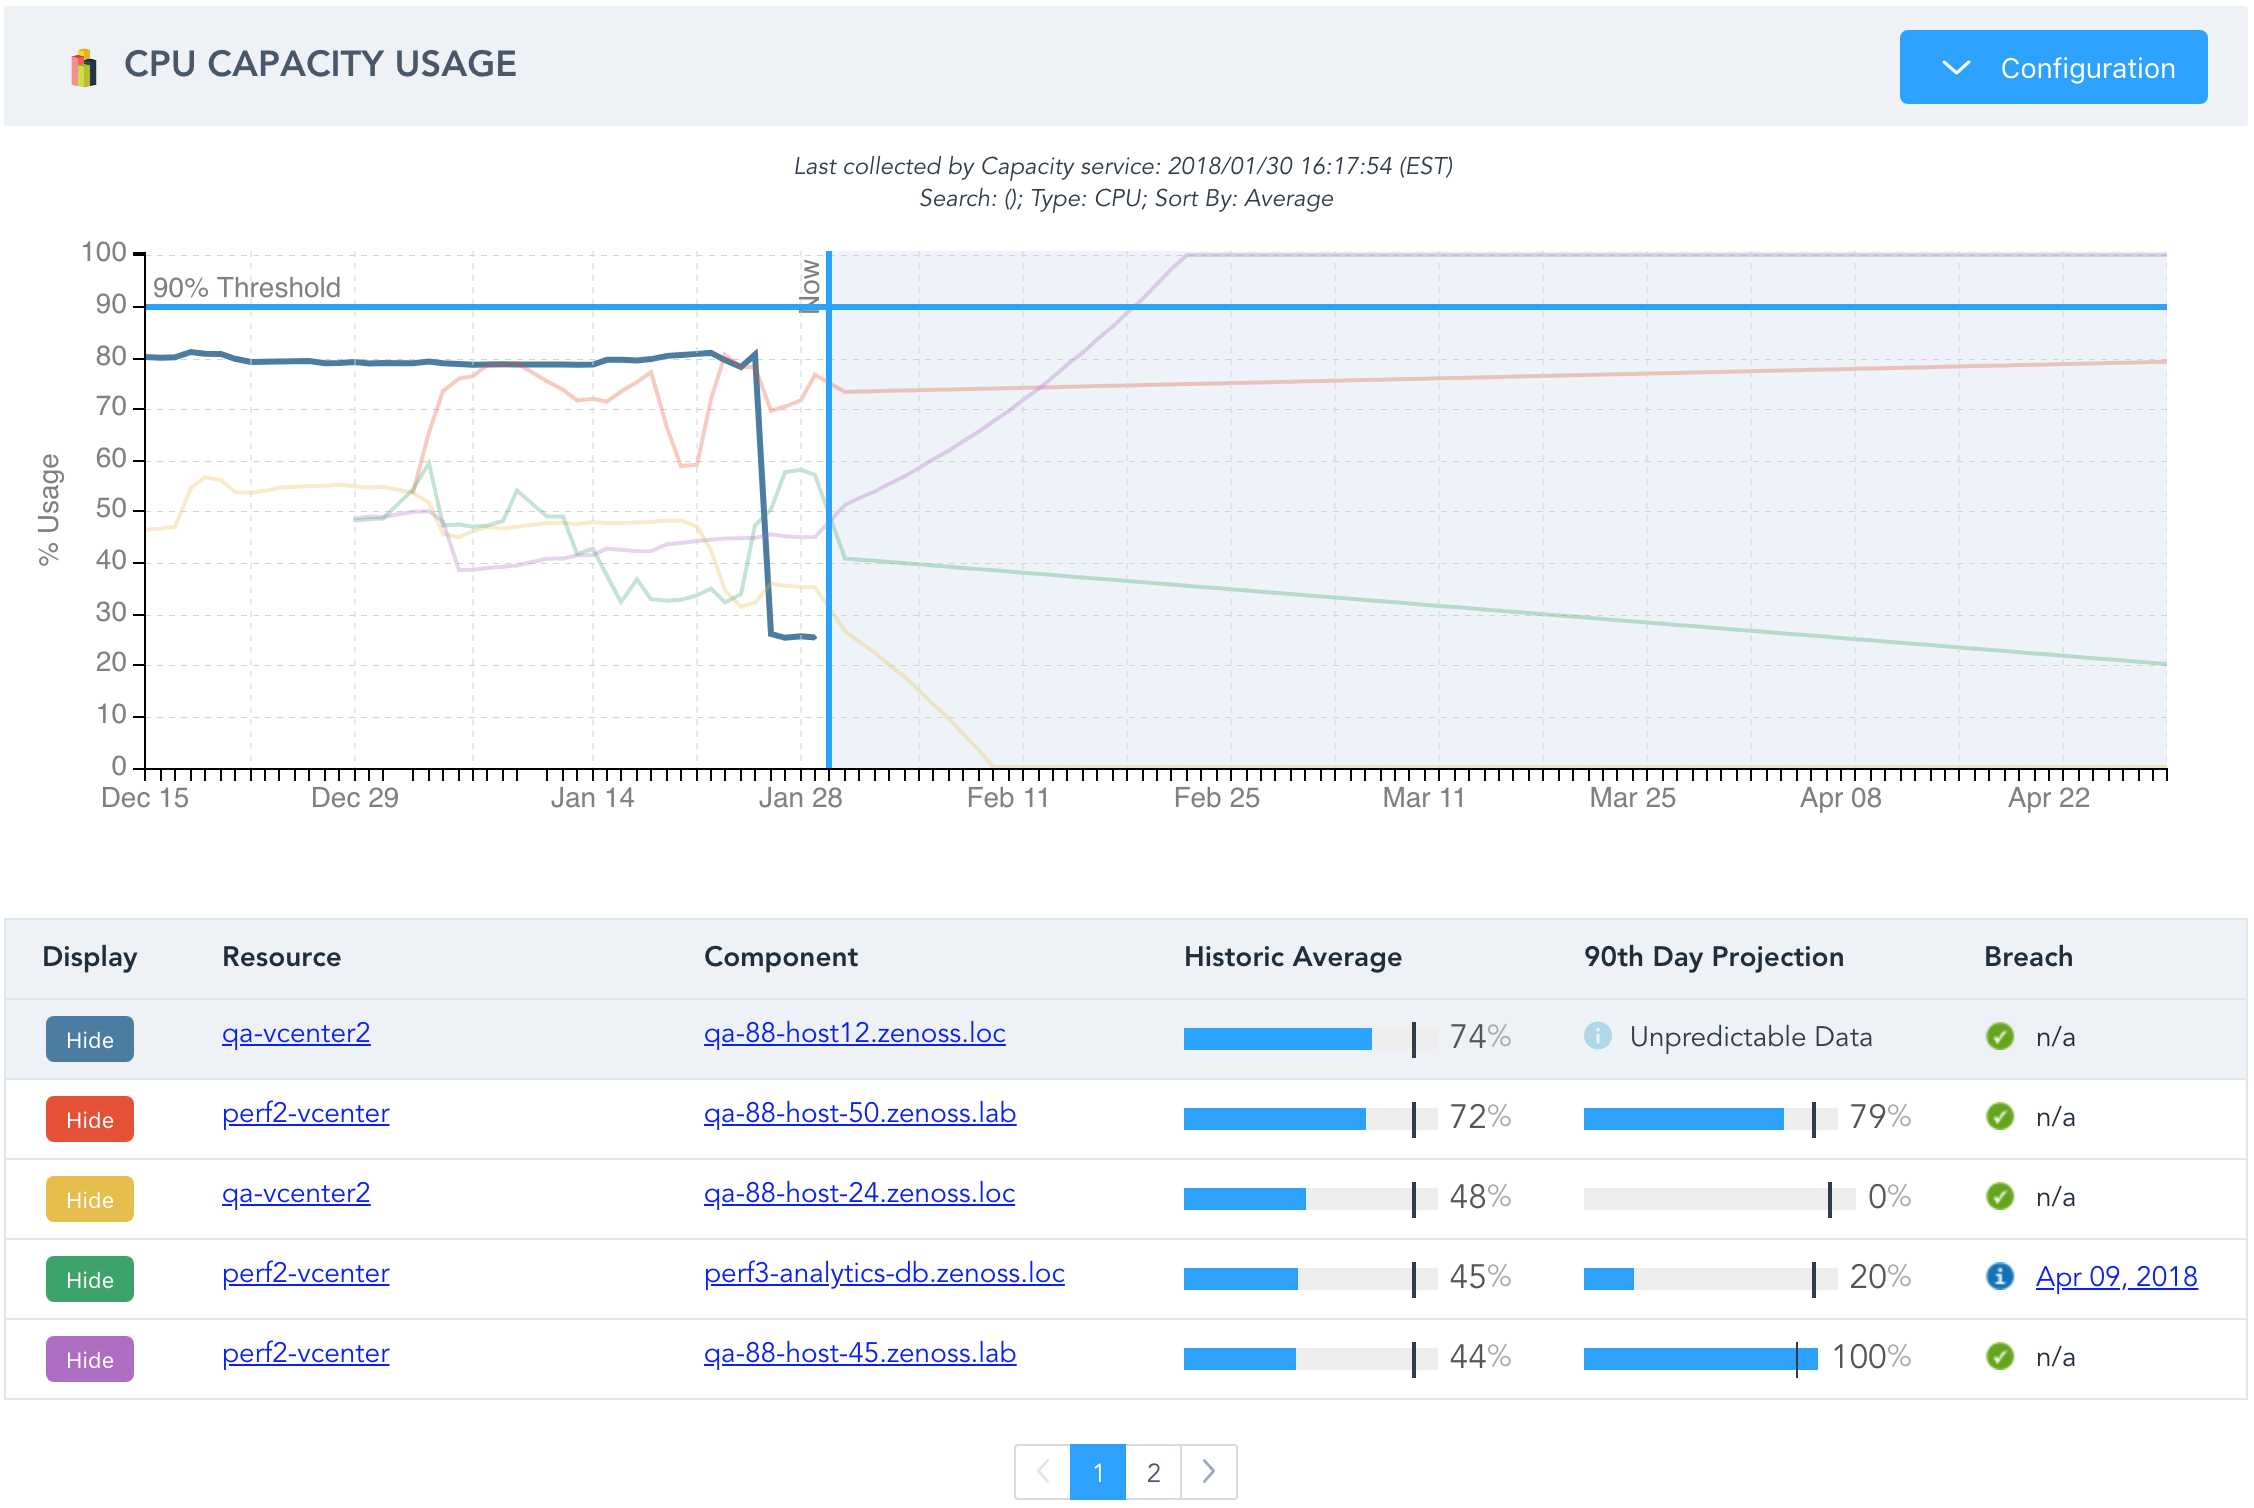 CPU CAPACITY USAGE
Configuration
Last collected by Capacity service: 2018/01/30 16:17:54 (EST)
Search: (); Type: CPU; Sort By: Average
100
90% Threshold
Now
90
80
70
60
50
40
30
20
10
0
% Usage
Dec 15 Dec 29 Jan 14 Jan 28 Feb 11 Feb 25 Mar 11 Mar 25 Apr 08 Apr 22
Display Resource Component Historic Average 90th Day Projection Breach
Hide qa-vcenter2 qa-88-host12.zenoss.loc 74% Unpredictable Data n/a
Hide perf2-vcenter qa-88-host-50.zenoss.lab 72% 79% n/a
Hide qa-vcenter2 qa-88-host-24.zenoss.loc 48% 0% n/a
Hide perf2-vcenter perf3-analytics-db.zenoss.loc 45% 20% Apr 09, 2018
Hide perf2-vcenter qa-88-host-45.zenoss.lab 44% 100% n/a
1 2